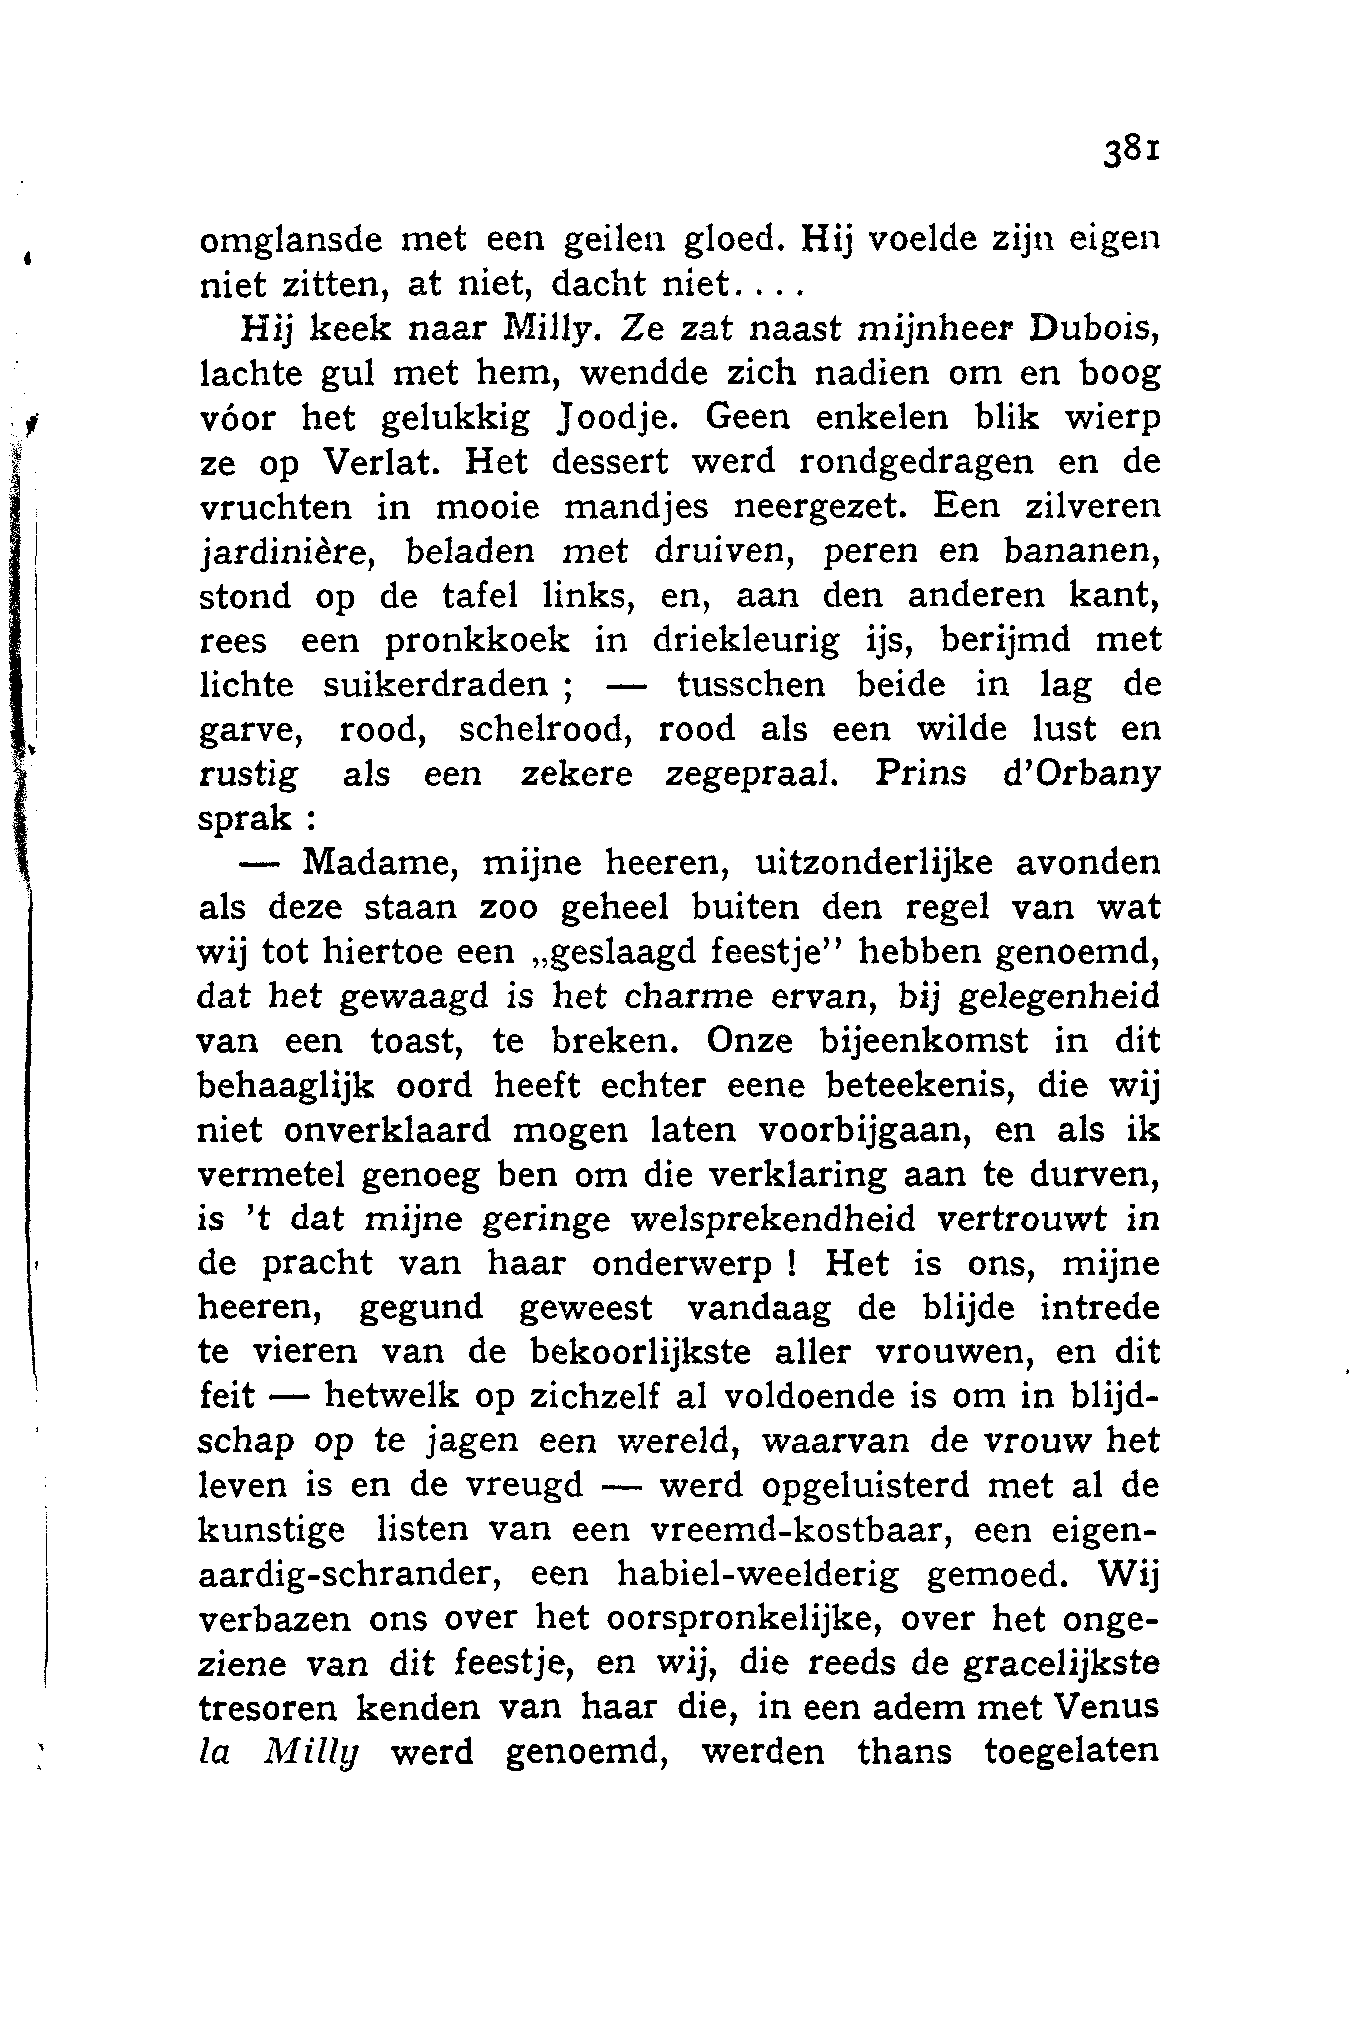 381
omglansde met een geilen gloed. Hij voelde zijn eigen
niet zitten, at niet, dacht niet....
Hij keek naar Milly. Ze zat naast mijnheer Dubois,
lachte gul met hem, wendde zich nadien om en boog
vóor het gelukkig Joodje. Geen enkelen blik wierp
ze op Verlat. Het dessert werd rondgedragen en de
vruchten in mooie mandjes neergezet. Een zilveren
jardinière, beladen met druiven, peren en bananen,
stond op de tafel links, en, aan den anderen kant,
rees een pronkkoek in driekleurig ijs, berijmd met
lichte suikerdraden ; — tusschen beide in lag de
garve, rood, schelrood, rood als een wilde lust en
rustig als een zekere zegepraal. Prins d'Orbany
sprak :
— Madame, mijne heeren, uitzonderlijke avonden
als deze staan zoo geheel buiten den regel van wat
wij tot hiertoe een „geslaagd feestje” hebben genoemd,
dat het gewaagd is het charme ervan, bij gelegenheid
van een toast, te breken. Onze bijeenkomst in dit
behaaglijk oord heeft echter eene beteekenis, die wij
niet onverklaard mogen laten voorbijgaan, en als ik
vermetel genoeg ben om die verklaring aan te durven,
is 't dat mijne geringe welsprekendheid vertrouwt in
de pracht van haar onderwerp ! Het is ons, mijne
heeren, gegund geweest vandaag de blijde intrede
te vieren van de bekoorlijkste aller vrouwen, en dit
feit — hetwelk op zichzelf al voldoende is om in blijd-
schap op te jagen een wereld, waarvan de vrouw het
leven is en de vreugd — werd opgeluisterd met al de
kunstige listen van een vreemd-kostbaar, een eigen-
aardig-schrander, een habiel-weelderig gemoed. Wij
verbazen ons over het oorspronkelijke, over het onge-
ziene van dit feestje, en wij, die reeds de gracelijkste
tresoren kenden van haar die, in een adem met Venus
la Milly werd genoemd, werden thans toegelaten